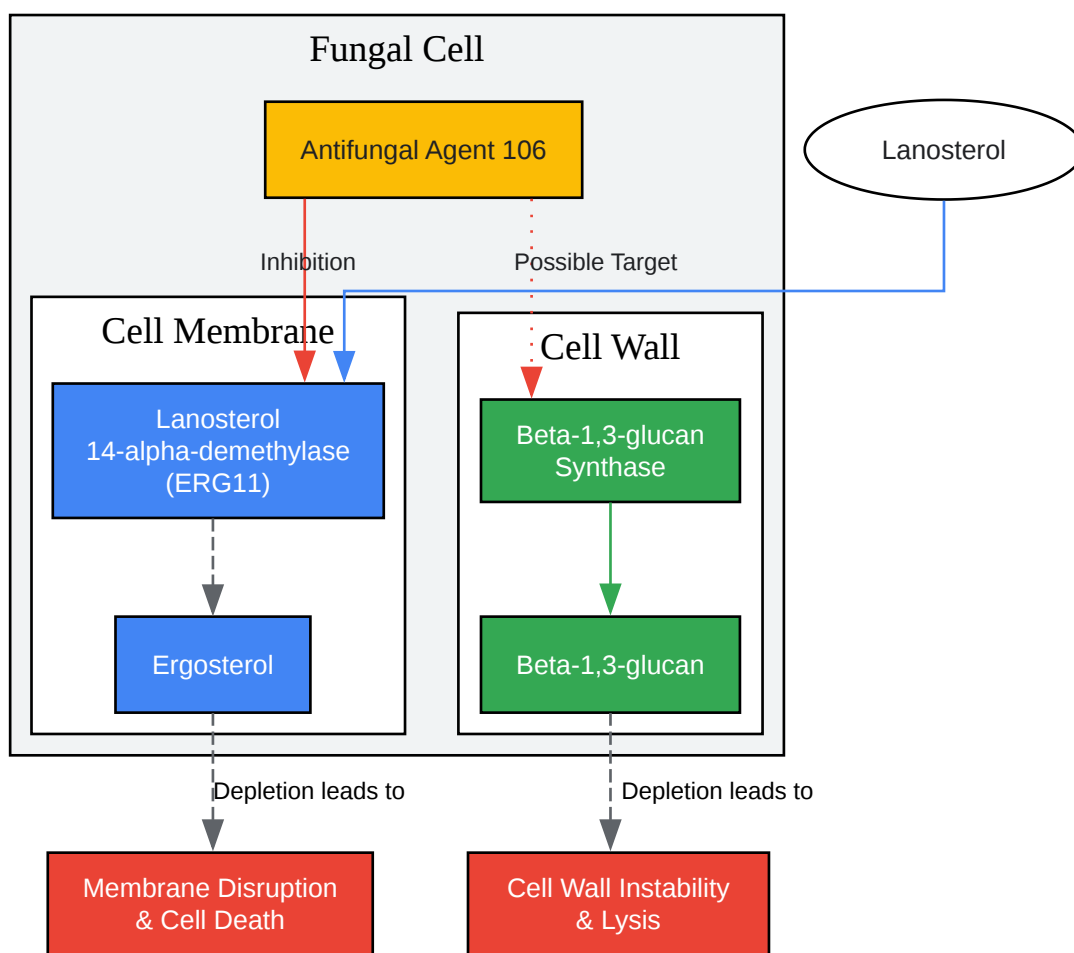 Fungal Cell
Antifungal Agent 106
Lanosterol
Inhibition
Possible Target
Cell Membrane
Cell Wall
Lanosterol
14-alpha-demethylase
(ERG11)
Beta-1,3-glucan
Synthase
Ergosterol
Beta-1,3-glucan
Depletion leads to
Depletion leads to
Membrane Disruption
& Cell Death
Cell Wall Instability
& Lysis